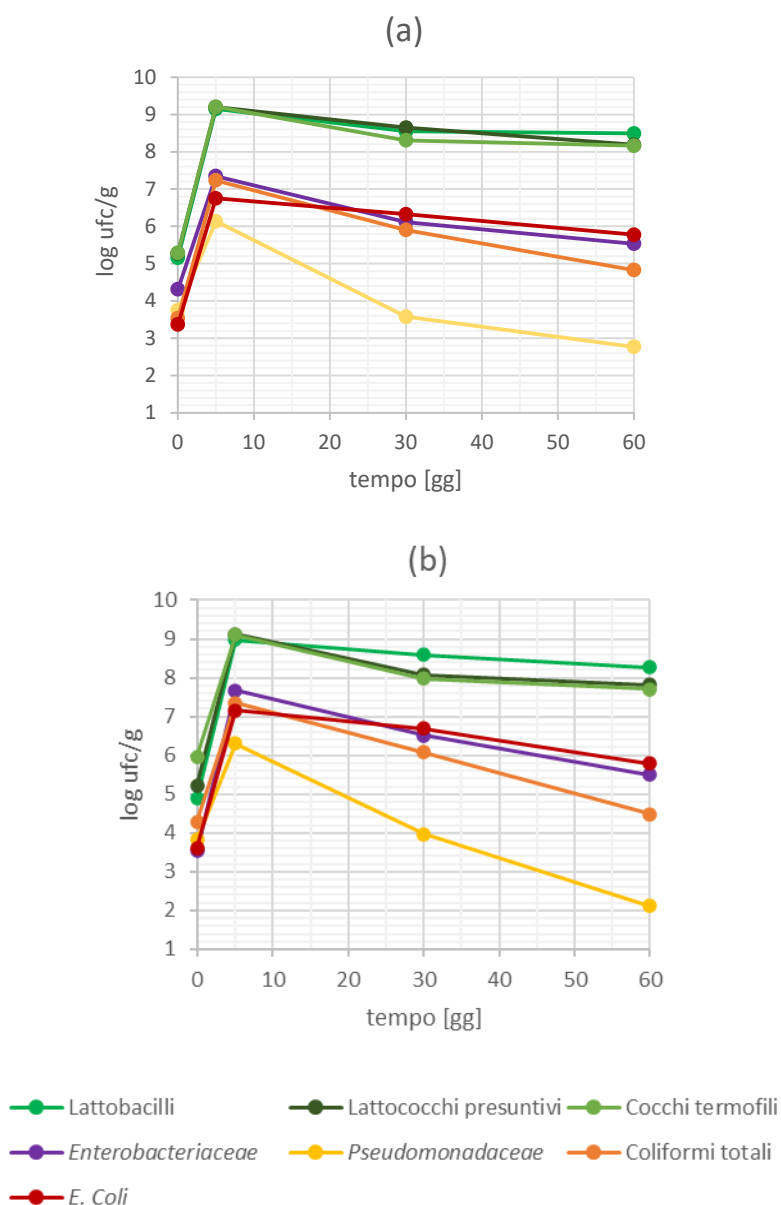 (a)
10
9
8
7
6
5
4
3
2
1
log ufc/g
0 10 20 30 40 50 60
tempo [gg]
(b)
10
9
8
7
6
5
4
3
2
1
log ufc/g
0 10 20 30 40 50 60
tempo [gg]
Lattobacilli Lattococchi presuntivi Cocchi termofili
Enterobacteriaceae Pseudomonadaceae Coliformi totali
E. Coli